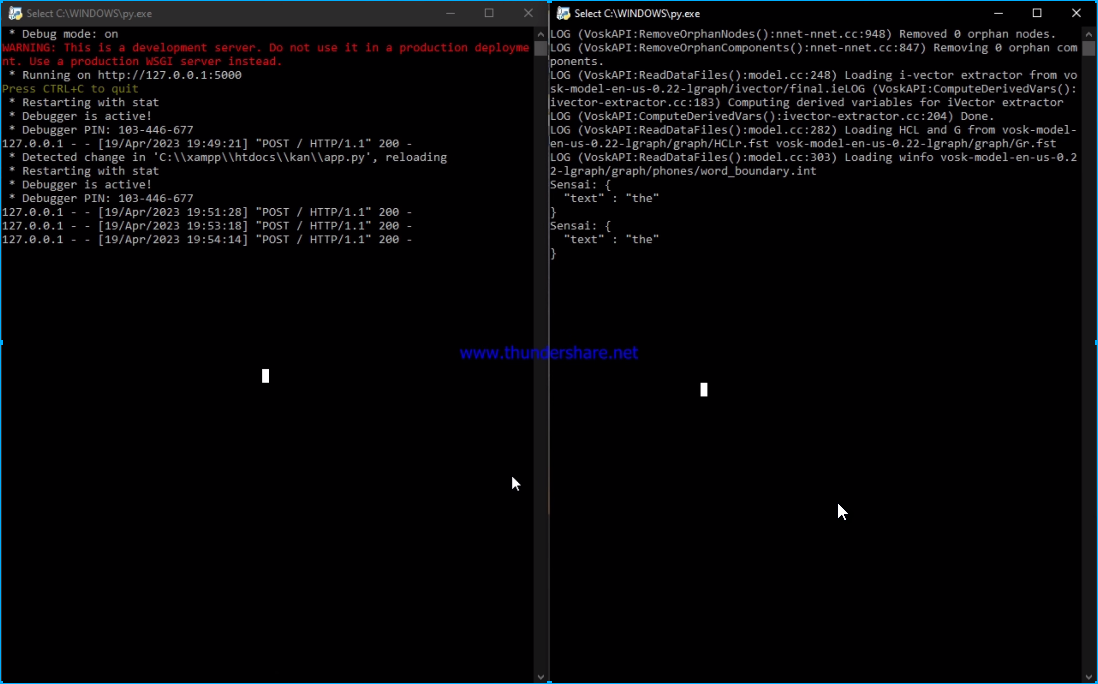 Select C:\WINDOWS\py.exe
 * Debug mode: on
WARNING: This is a development server. Do not use it in a production deployme
nt. Use a production WSGI server instead.
 * Running on http://127.0.0.1:5000
Press CTRL+C to quit
 * Restarting with stat
 * Debugger is active!
 * Debugger PIN: 103-446-677
127.0.0.1 - - [19/Apr/2023 19:49:21] "POST / HTTP/1.1" 200 -
 * Detected change in 'C:\\xampp\\htdocs\\kan\\app.py', reloading
 * Restarting with stat
 * Debugger is active!
 * Debugger PIN: 103-446-677
127.0.0.1 - - [19/Apr/2023 19:51:28] "POST / HTTP/1.1" 200 -
127.0.0.1 - - [19/Apr/2023 19:53:18] "POST / HTTP/1.1" 200 -
127.0.0.1 - - [19/Apr/2023 19:54:14] "POST / HTTP/1.1" 200 -
Select C:\WINDOWS\py.exe
LOG (VoskAPI:RemoveOrphanNodes():nnet-nnet.cc:948) Removed 0 orphan nodes.
LOG (VoskAPI:RemoveOrphanComponents():nnet-nnet.cc:847) Removing 0 orphan com
ponents.
LOG (VoskAPI:ReadDataFiles():model.cc:248) Loading i-vector extractor from vo
sk-model-en-us-0.22-lgraph/ivector/final.ieLOG (VoskAPI:ComputeDerivedVars():
ivector-extractor.cc:183) Computing derived variables for iVector extractor
LOG (VoskAPI:ComputeDerivedVars():ivector-extractor.cc:204) Done.
LOG (VoskAPI:ReadDataFiles():model.cc:282) Loading HCL and G from vosk-model-
en-us-0.22-lgraph/graph/HCLr.fst vosk-model-en-us-0.22-lgraph/graph/Gr.fst
LOG (VoskAPI:ReadDataFiles():model.cc:303) Loading winfo vosk-model-en-us-0.2
2-lgraph/graph/phones/word_boundary.int
Sensai: {
  "text" : "the"
}
Sensai: {
  "text" : "the"
}
www.thundershare.net